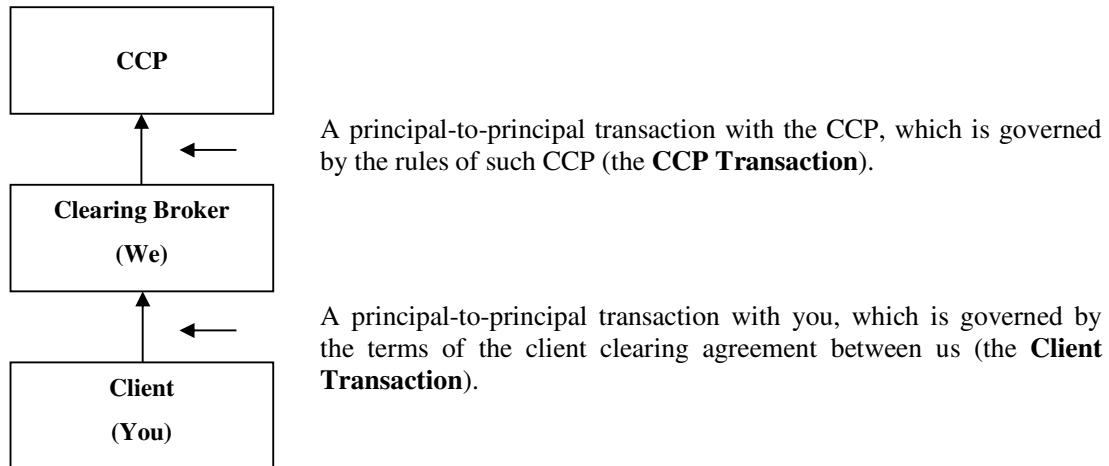 CCP
A principal-to-principal transaction with the CCP, which is governed
by the rules of such CCP (the CCP Transaction).
Clearing Broker
(We)
A principal-to-principal transaction with you, which is governed by
the terms of the client clearing agreement between us (the Client
Transaction).
Client
(You)